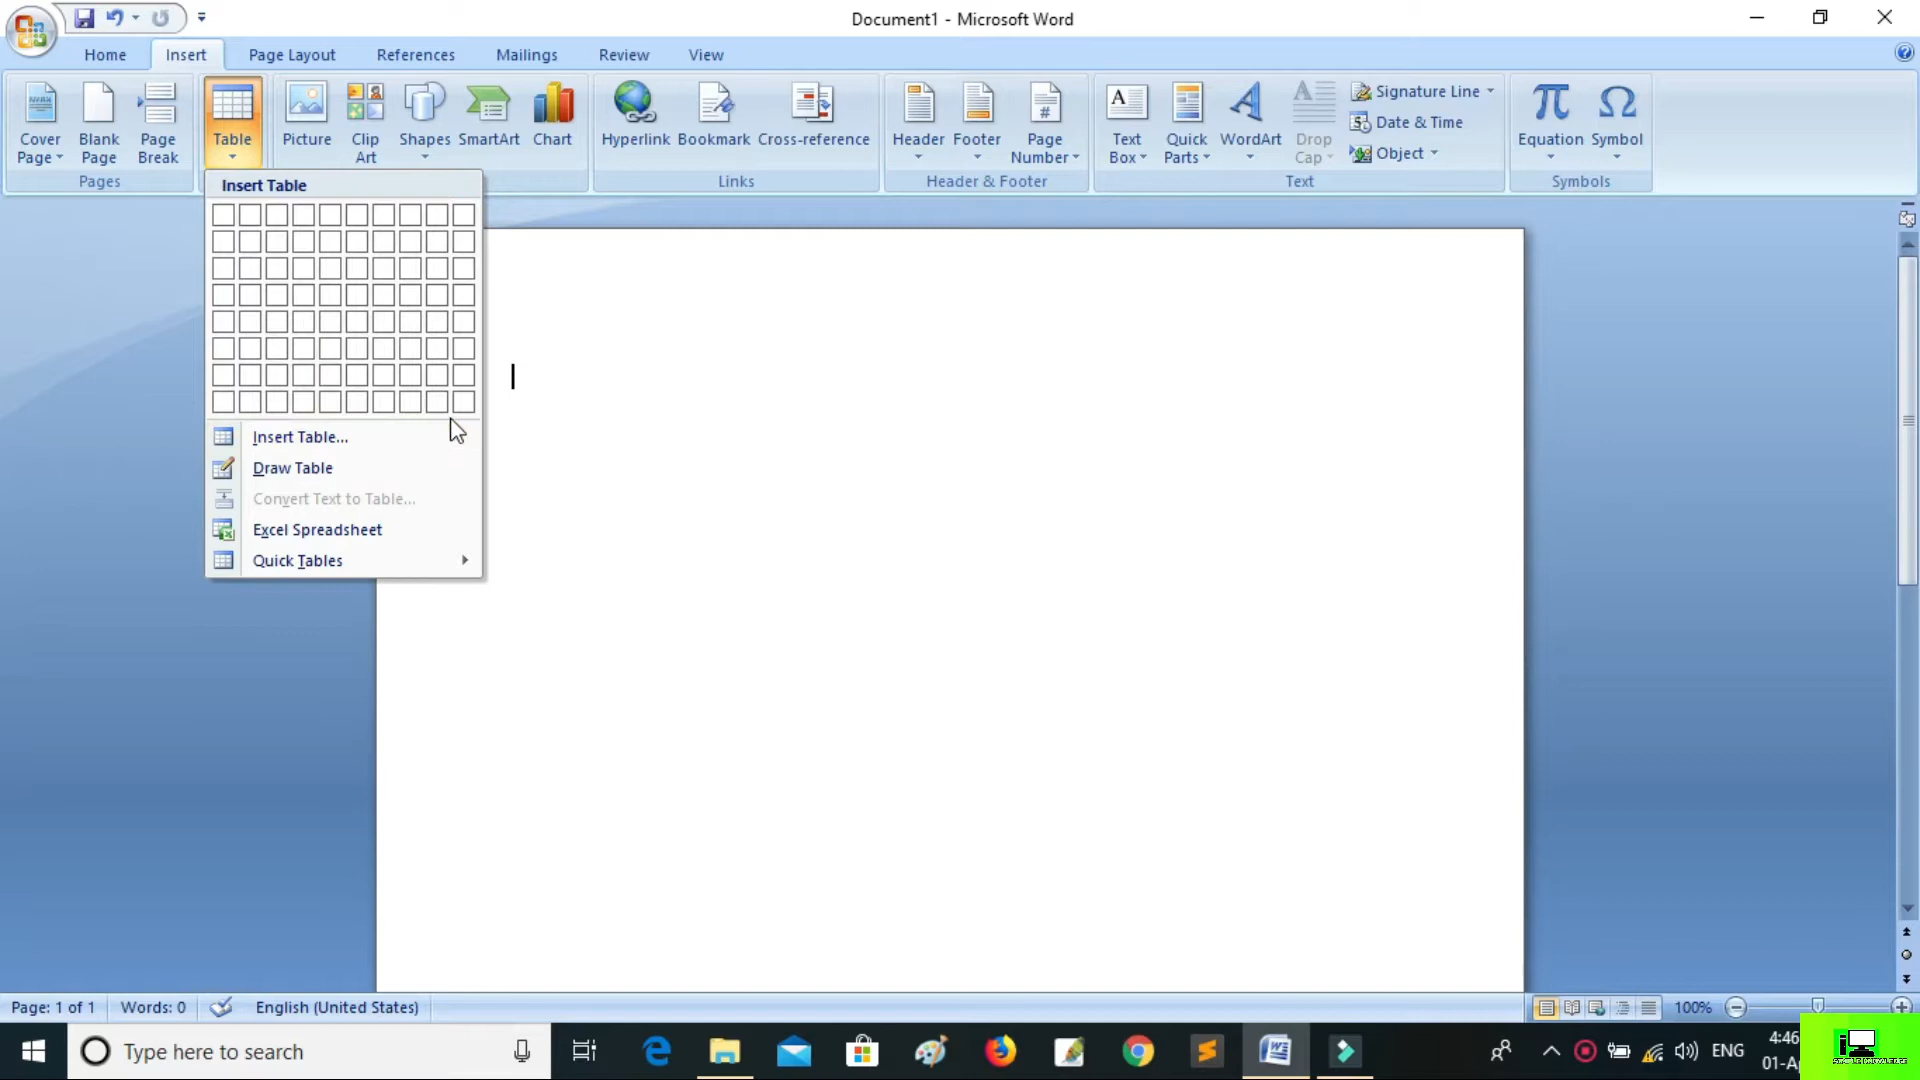 Document1 - Microsoft Word
Home Insert Page Layout References Mailings Review View
Cover Page
Blank Page
Page Break
Table
Picture
Clip Art
Shapes
SmartArt
Chart
Hyperlink
Bookmark
Cross-reference
Header
Footer
Page Number
Text Box
Quick Parts
WordArt
Drop Cap
Signature Line
Date & Time
Object
Equation
Symbol
Pages
Links
Header & Footer
Text
Symbols
Insert Table
Insert Table...
Draw Table
Convert Text to Table...
Excel Spreadsheet
Quick Tables
Page: 1 of 1 Words: 0 English (United States) 100%
Type here to search
ENG
4:46
01-A